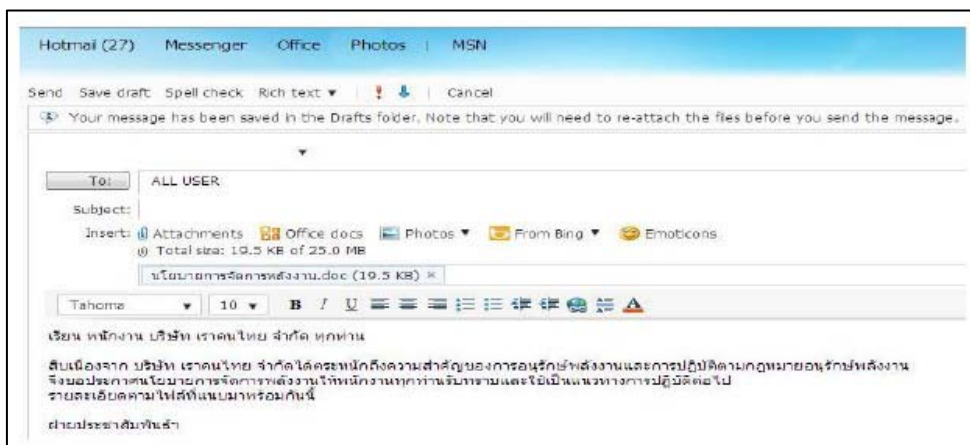 Hotmail (27) Messenger Office Photos | MSN
Send Save draft Spell check Rich text Cancel
Your message has been saved in the Drafts folder. Note that you will need to re-attach the files before you send the message.
To: ALL USER
Subject:
Insert: Attachments Office docs Photos From Bing Emoticons
Total size: 19.5 KB of 25.0 MB
นโยบายการจัดการพลังงาน.doc (19.5 KB) ×
Tahoma 10 B I U A
เรียน พนักงาน บริษัท เราคนไทย จำกัด ทุกท่าน
สืบเนื่องจาก บริษัท เราคนไทย จำกัดได้ตระหนักถึงความสำคัญของการอนุรักษ์พลังงานและการปฏิบัติตามกฎหมายอนุรักษ์พลังงาน
จึงขอประกาศนโยบายการจัดการพลังงานให้พนักงานทุกท่านรับทราบและใช้เป็นแนวทางการปฏิบัติต่อไป
รายละเอียดตามไฟล์ที่แนบมาพร้อมกันนี้
ฝ่ายประชาสัมพันธ์ฯ